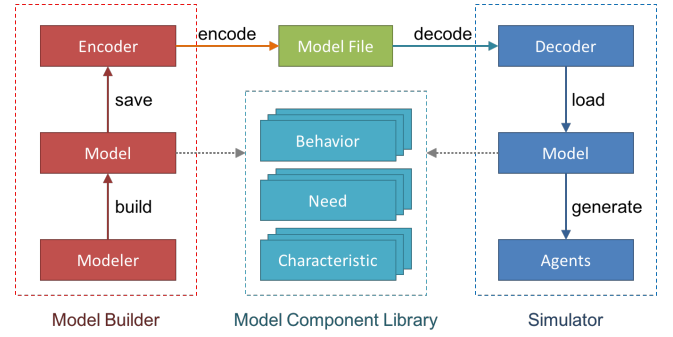 Encoder
encode
Model File
decode
Decoder
save
load
Behavior
Model
Model
Need
build
generate
Modeler
Characteristic
Agents
Model Builder
Model Component Library
Simulator